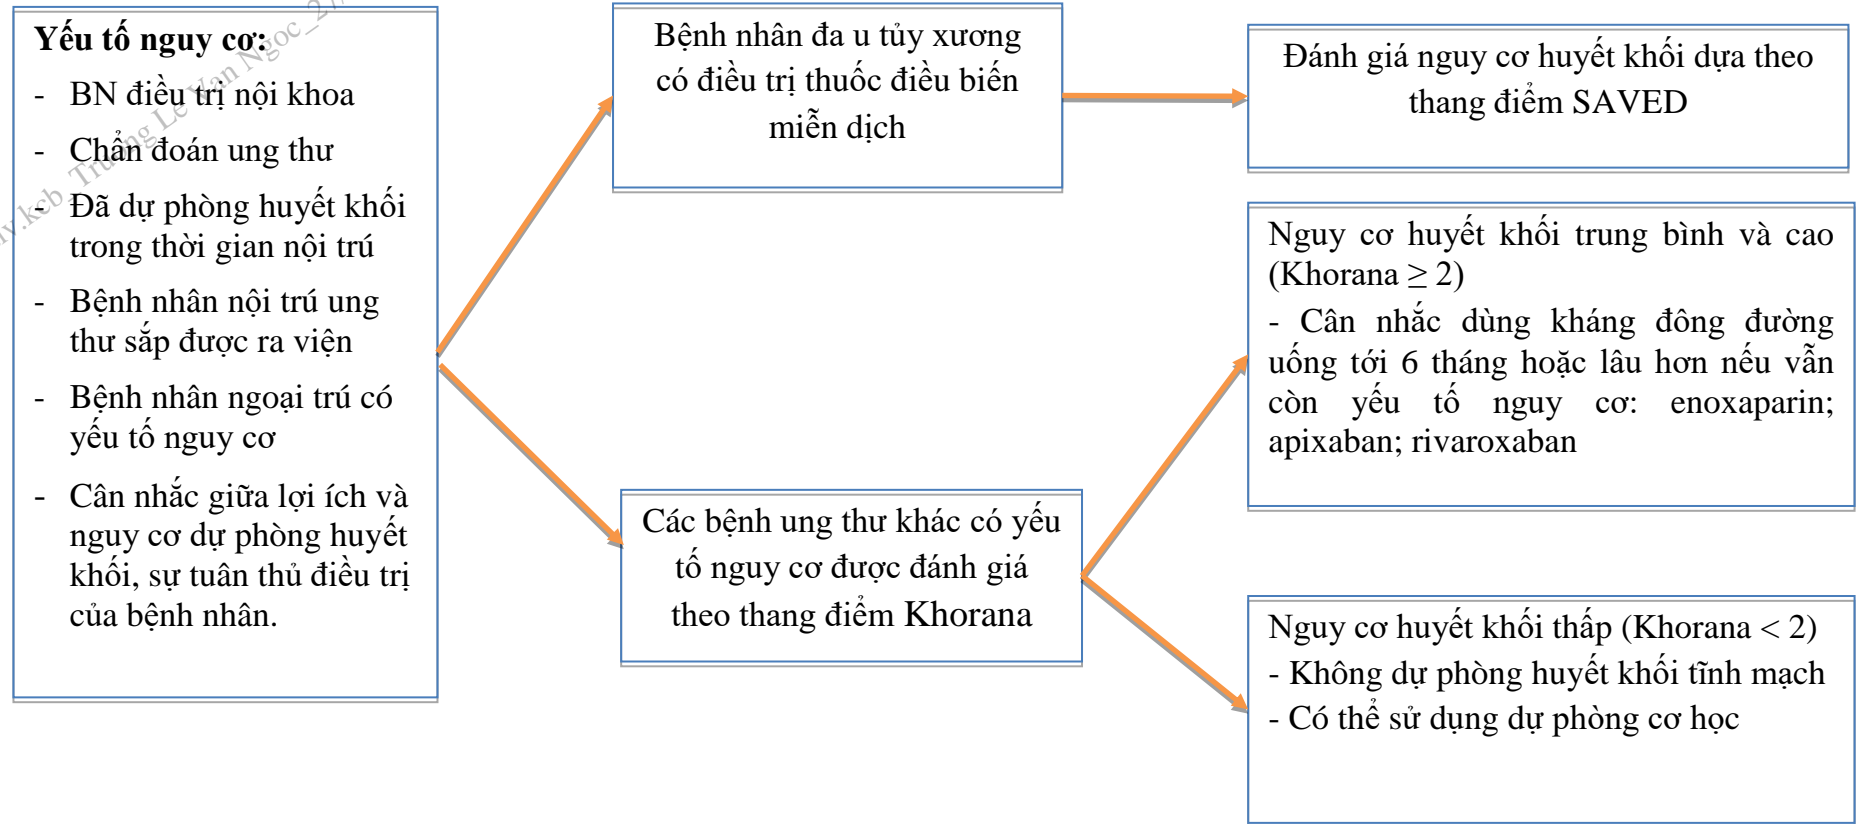 Yếu tố nguy cơ:
- BN điều trị nội khoa
- Chẩn đoán ung thư
- Đã dự phòng huyết khối
trong thời gian nội trú
- Bệnh nhân nội trú ung
thư sắp được ra viện
- Bệnh nhân ngoại trú có
yếu tố nguy cơ
- Cân nhắc giữa lợi ích và
nguy cơ dự phòng huyết
khối, sự tuân thủ điều trị
của bệnh nhân.
Bệnh nhân đa u tủy xương
có điều trị thuốc điều biến
miễn dịch
Đánh giá nguy cơ huyết khối dựa theo
thang điểm SAVED
Các bệnh ung thư khác có yếu
tố nguy cơ được đánh giá
theo thang điểm Khorana
Nguy cơ huyết khối trung bình và cao
(Khorana ≥ 2)
- Cân nhắc dùng kháng đông đường
uống tới 6 tháng hoặc lâu hơn nếu vẫn
còn yếu tố nguy cơ: enoxaparin;
apixaban; rivaroxaban
Nguy cơ huyết khối thấp (Khorana < 2)
- Không dự phòng huyết khối tĩnh mạch
- Có thể sử dụng dự phòng cơ học